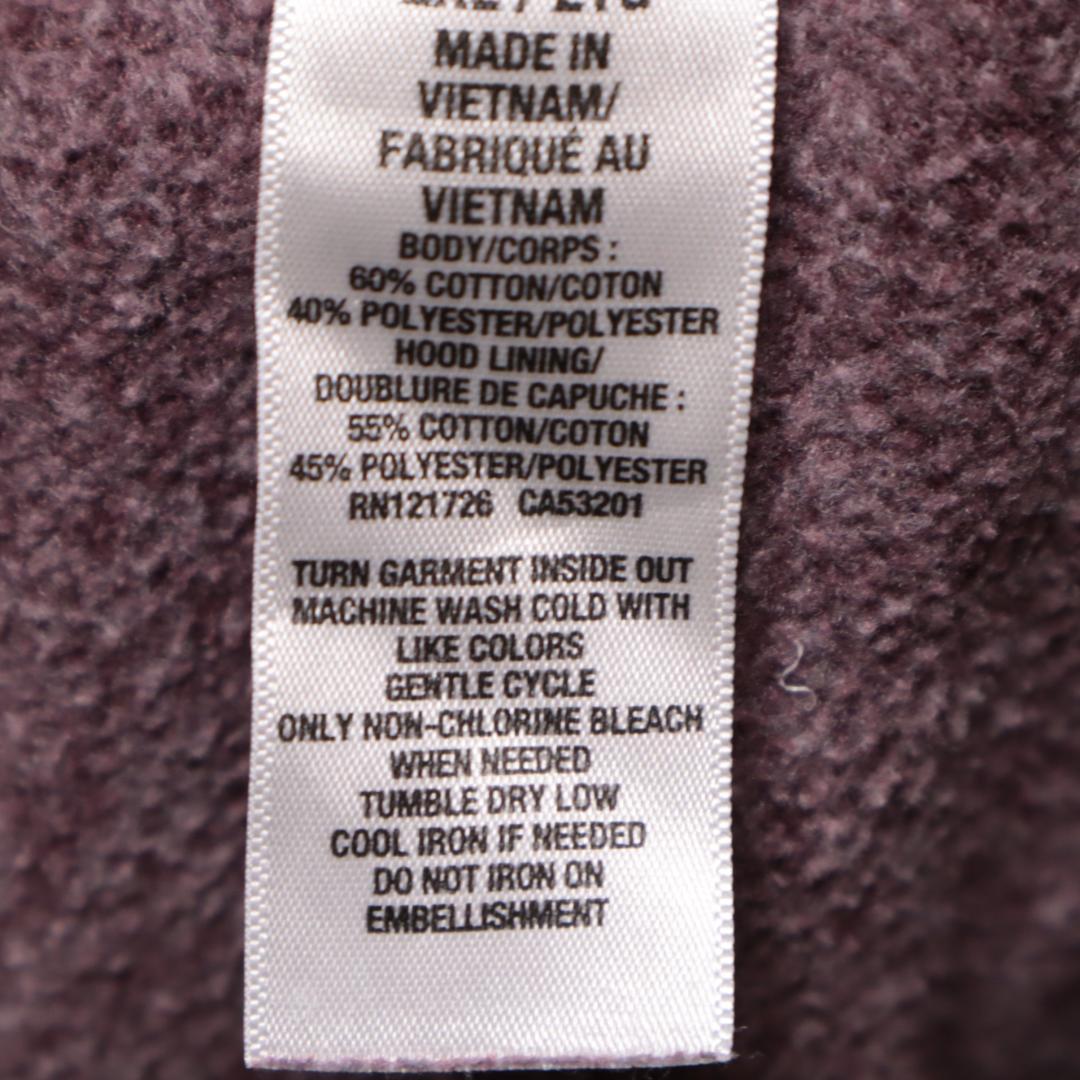 MADE IN
VIETNAM/
FABRIQUÉ AU
VIETNAM
BODY/CORPS :
60% COTTON/COTON
40% POLYESTER/POLYESTER
HOOD LINING/
DOUBLURE DE CAPUCHE :
55% COTTON/COTON
45% POLYESTER/POLYESTER
RN121726 CA53201
TURN GARMENT INSIDE OUT
MACHINE WASH COLD WITH
LIKE COLORS
GENTLE CYCLE
ONLY NON-CHLORINE BLEACH
WHEN NEEDED
TUMBLE DRY LOW
COOL IRON IF NEEDED
DO NOT IRON ON
EMBELLISHMENT